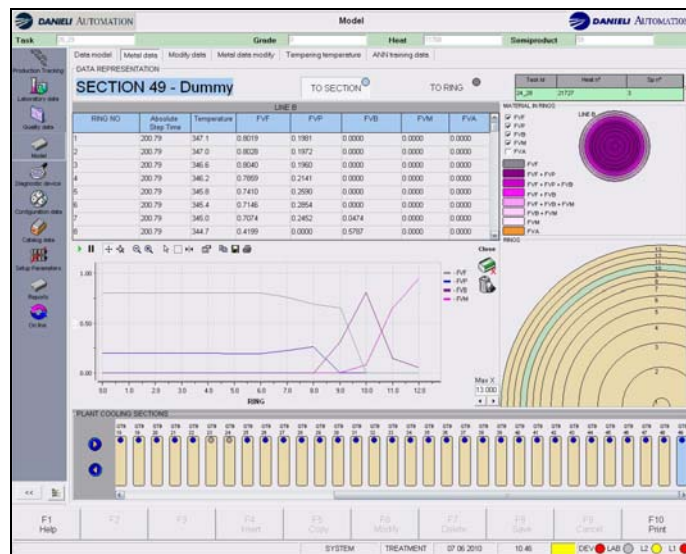 DANIELI AUTOMATION
Model
DANIELI AUTOMATION
Task
Grade
Heat
Semiproduct
Data model
Metal data
Modify data
Metal data modify
Tempering temperature
ANN training data
DATA REPRESENTATION
SECTION 49 - Dummy
TO SECTION
TO RING
Production Tracking
Laboratory data
Quality data
Model
Diagnostic device
Configuration data
Catalog data
Setup Parameters
Reports
On line
LINE B
RING NO Absolute Step Time Temperature FVF FVP FVB FVM FVA
1 200.79 347.1 0.8019 0.1981 0.0000 0.0000 0.0000
2 200.79 347.0 0.8028 0.1972 0.0000 0.0000 0.0000
3 200.79 346.6 0.8040 0.1960 0.0000 0.0000 0.0000
4 200.79 346.2 0.7859 0.2141 0.0000 0.0000 0.0000
5 200.79 345.8 0.7410 0.2590 0.0000 0.0000 0.0000
6 200.79 345.4 0.7146 0.2854 0.0000 0.0000 0.0000
7 200.79 345.0 0.7074 0.2452 0.0474 0.0000 0.0000
8 200.79 344.7 0.4199 0.0000 0.5787 0.0000 0.0000
Test Id Heat n° Sp.n°
24_28 21727 3
MATERIAL IN RINGS
LINE B
FVF
FVP
FVB
FVM
FVA
FVF
FVF + FVP
FVF + FVP + FVB
FVF + FVB
FVF + FVB + FVM
FVB + FVM
FVM
FVA
RINGS
Close
FVF
FVP
FVB
FVM
1.00
0.50
0.00
0.0 1.0 2.0 3.0 4.0 5.0 6.0 7.0 8.0 9.0 10.0 11.0 12.0
RING
Max X
13.000
PLANT COOLING SECTIONS
F1 Help
F2
F3
F4 Insert
F5 Copy
F6 Modify
F7 Delete
F8 Save
F9 Cancel
F10 Print
SYSTEM TREATMENT 07 06 2010 10.46 DEV LAB L2 L1